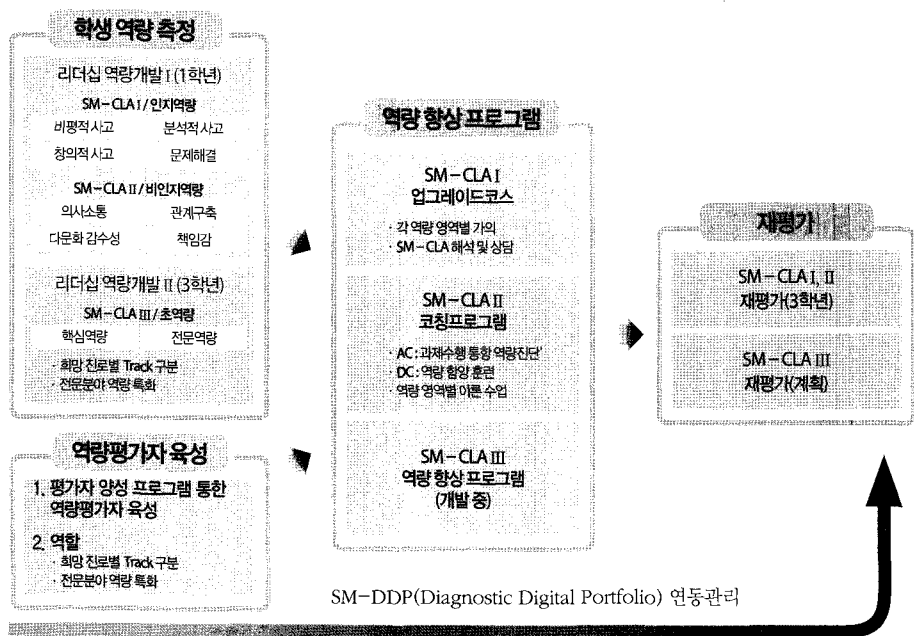 학생 역량 측정
리더십 역량개발 I (1학년)
SM-CLA I / 인지역량
비평적 사고 분석적 사고
창의적 사고 문제해결
SM-CLA II / 비인지역량
의사소통 관계구축
다문화 감수성 책임감
리더십 역량개발 II (3학년)
SM-CLA III / 초역량
핵심역량 전문역량
· 희망 진로별 Track 구분
· 전문분야 역량 특화
역량평가자 육성
1. 평가자 양성 프로그램 통한
역량평가자 육성
2. 역할
· 희망 진로별 Track 구분
· 전문분야 역량 특화
역량 향상 프로그램
SM-CLA I
업그레이드코스
· 각 역량 영역별 강의
· SM-CLA 해석 및 상담
SM-CLA II
코칭프로그램
· AC : 과제수행 통한 역량진단
· DC : 역량 함양 훈련
· 역량 영역별 이론 수업
SM-CLA III
역량 향상 프로그램
(개발 중)
재평가
SM-CLA I, II
재평가(3학년)
SM-CLA III
재평가(계획)
SM-DDP(Diagnostic Digital Portfolio) 연동관리